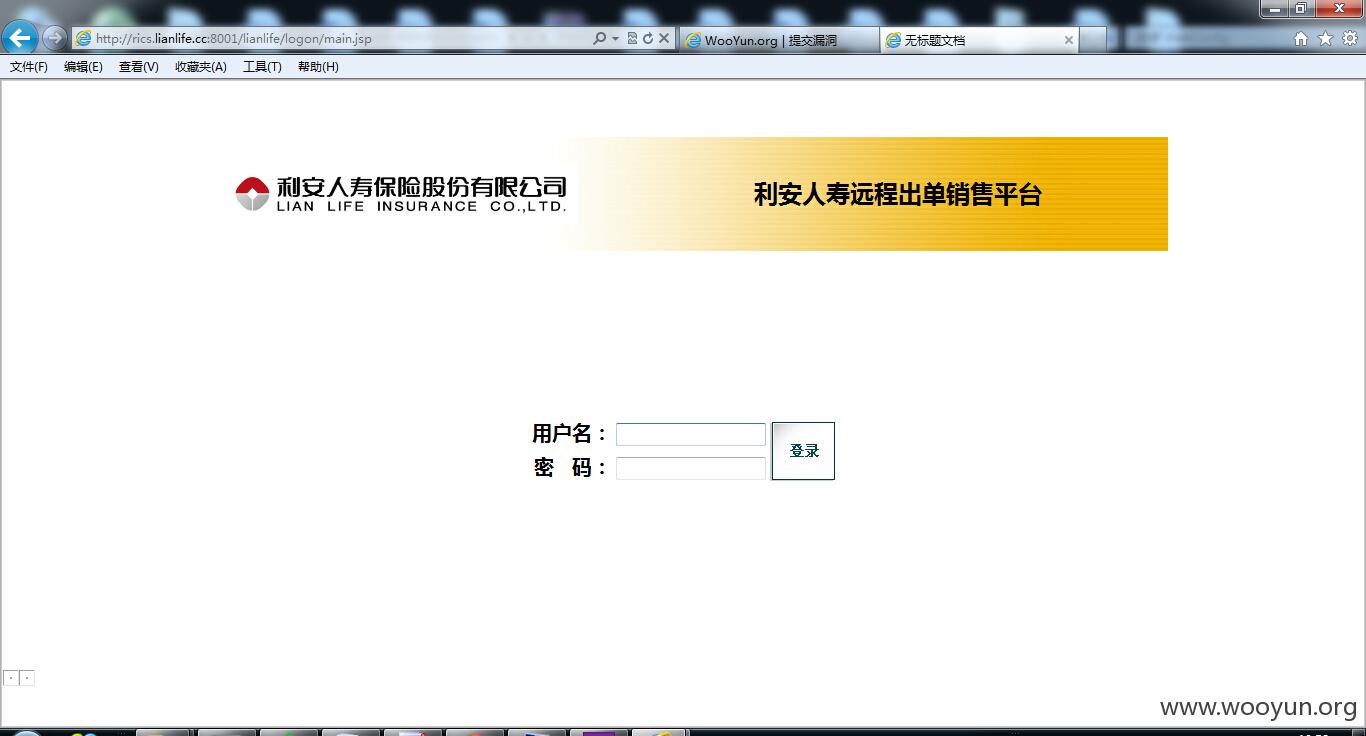 http://rics.lianlife.cc:8001/lianlife/logon/main.jsp
WooYun.org | 提交漏洞
无标题文档
文件(F) 编辑(E) 查看(V) 收藏夹(A) 工具(T) 帮助(H)
利安人寿保险股份有限公司
LIAN LIFE INSURANCE CO.,LTD.
利安人寿远程出单销售平台
用户名：
密 码：
登录
www.wooyun.org